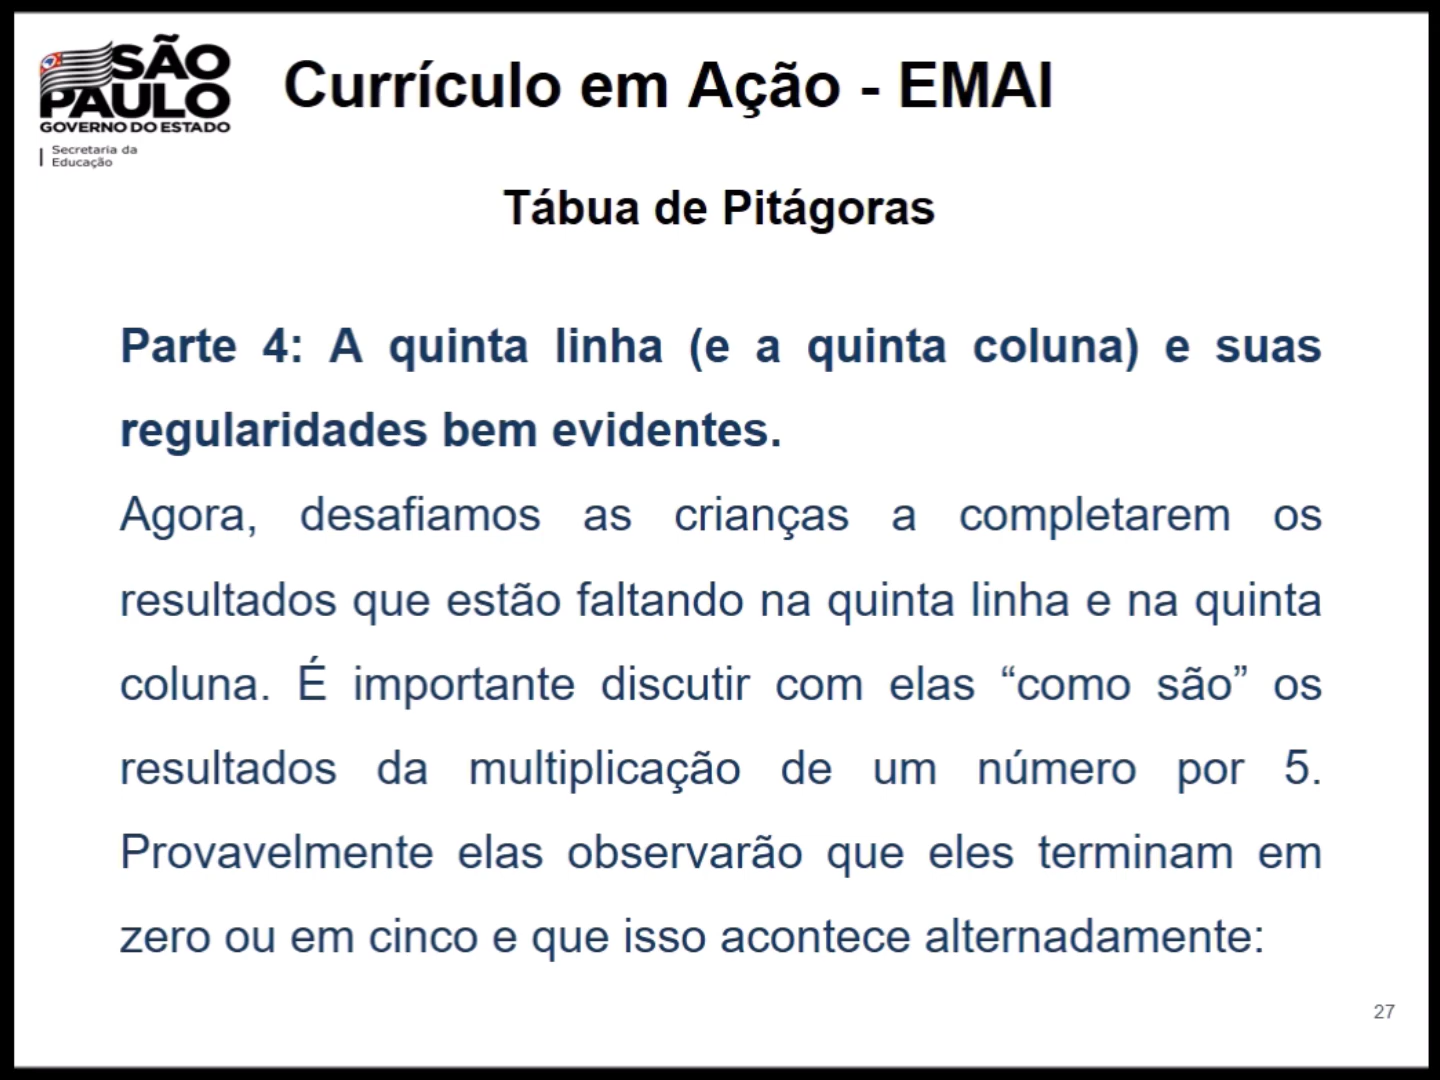 SÃO
PAULO
GOVERNO DO ESTADO
Secretaria da
Educação
Currículo em Ação - EMAI
Tábua de Pitágoras
Parte 4: A quinta linha (e a quinta coluna) e suas
regularidades bem evidentes.
Agora, desafiamos as crianças a completarem os
resultados que estão faltando na quinta linha e na quinta
coluna. É importante discutir com elas “como são” os
resultados da multiplicação de um número por 5.
Provavelmente elas observarão que eles terminam em
zero ou em cinco e que isso acontece alternadamente:
27